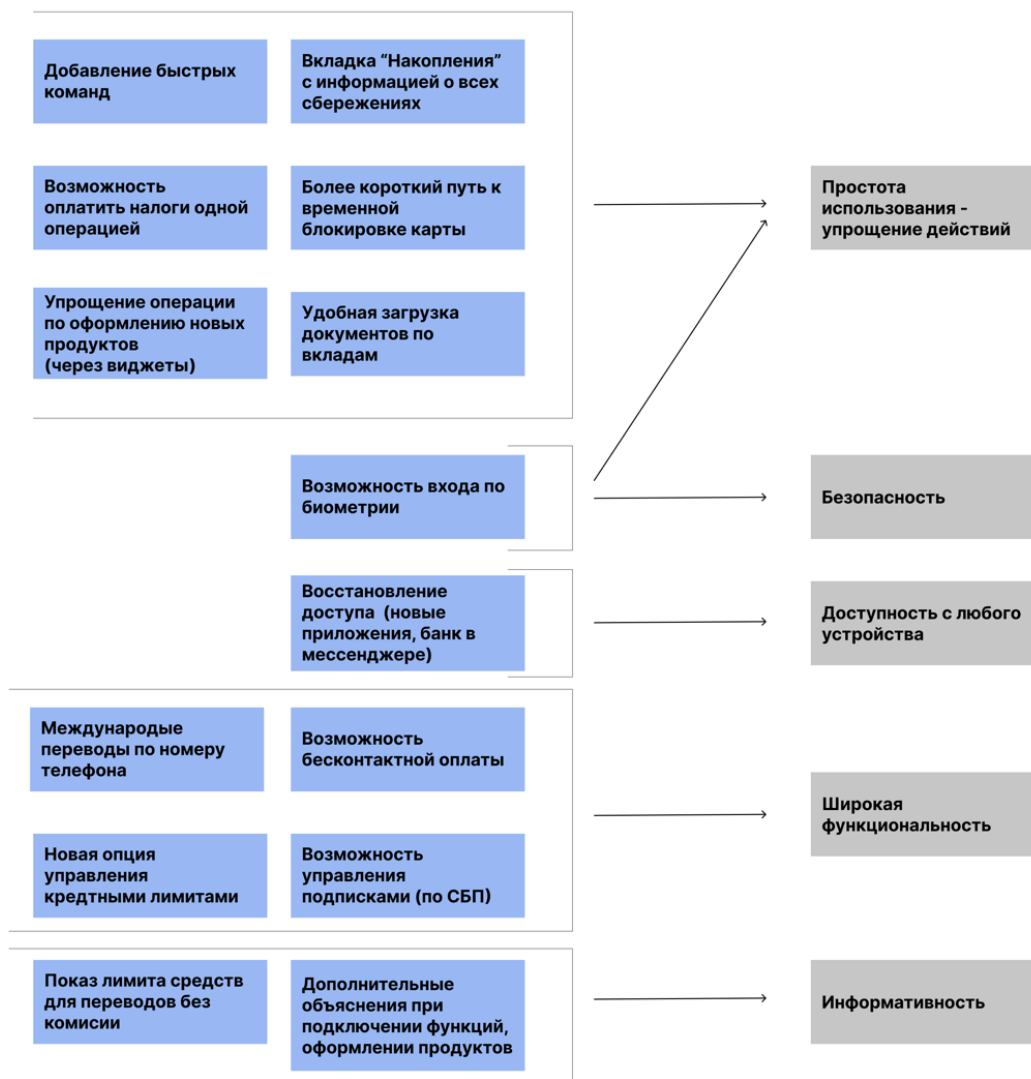 Добавление быстрых
команд
Вкладка “Накопления”
с информацией о всех
сбережениях
Возможность
оплатить налоги одной
операцией
Более короткий путь к
временной
блокировке карты
Простота
использования -
упрощение действий
Упрощение операции
по оформлению новых
продуктов
(через виджеты)
Удобная загрузка
документов по
вкладам
Возможность входа по
биометрии
Безопасность
Восстановление
доступа (новые
приложения, банк в
мессенджере)
Доступность с любого
устройства
Международые
переводы по номеру
телефона
Возможность
бесконтактной оплаты
Широкая
функциональность
Новая опция
управления
кредтными лимитами
Возможность
управления
подписками (по СБП)
Показ лимита средств
для переводов без
комисии
Дополнительные
объяснения при
подключении функций,
оформлении продуктов
Информативность